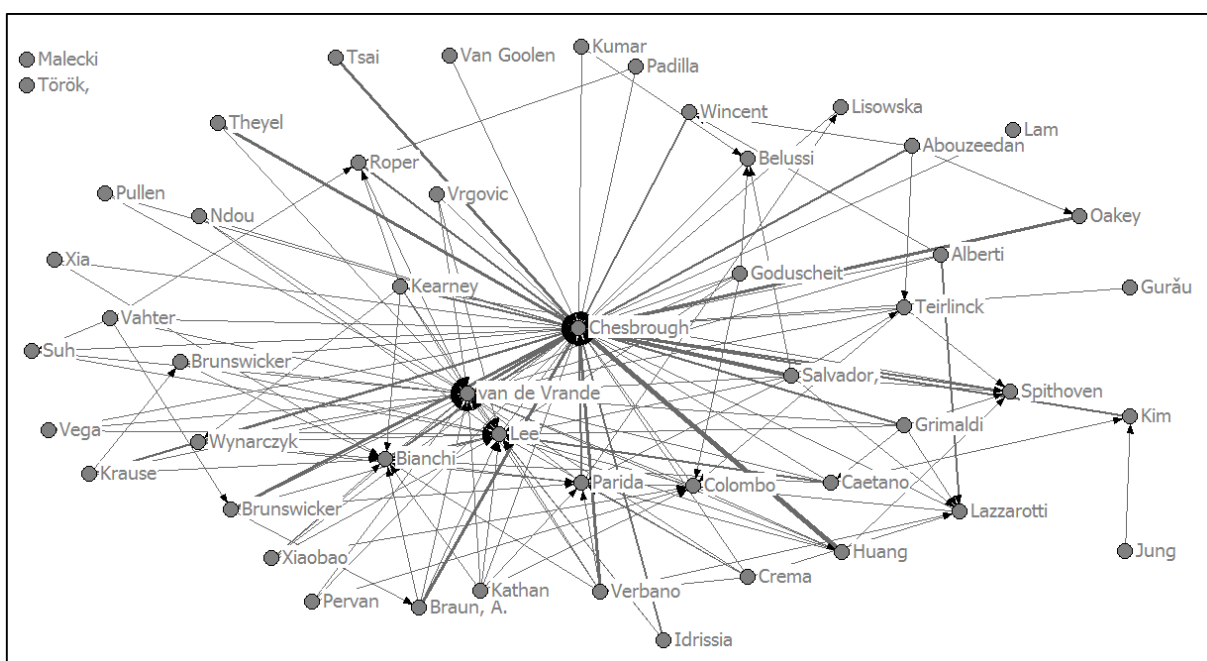 Kumar
Tsai
Van Goolen
Malecki
Padilla
Török,
Lisowska
Wincent
Theyel
Lam
Abouzeedan
Roper
Belussi
Pullen
Vrgovic
Ndou
Oakey
Alberti
Xia
Goduscheit
Kearney
Gurău
Teirlinck
Vahter
Chesbrough
Suh
Brunswicker
Salvador,
Spithoven
van de Vrande
Kim
Grimaldi
Vega
Lee
Wynarczyk
Bianchi
Krause
Parida
Caetano
Colombo
Brunswicker
Lazzarotti
Huang
Jung
Xiaobao
Crema
Kathan
Verbano
Pervan
Braun, A.
Idrissia